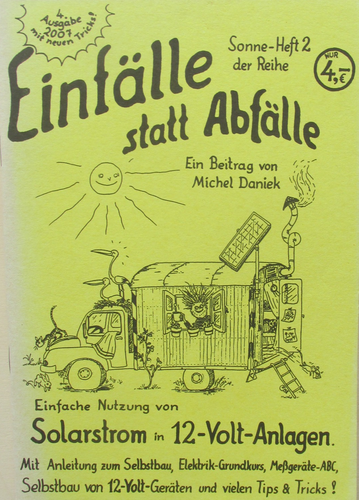 4.
Ausgabe
2007
mit neuen Tricks!
Sonne-Heft 2
der Reihe
NUR
4,- €
Einfälle
statt Abfälle
Ein Beitrag von
Michel Daniek
Einfache Nutzung von
Solarstrom in 12-Volt-Anlagen.
Mit Anleitung zum Selbstbau, Elektrik-Grundkurs, Meßgeräte-ABC,
Selbstbau von 12-Volt-Geräten und vielen Tips & Tricks!